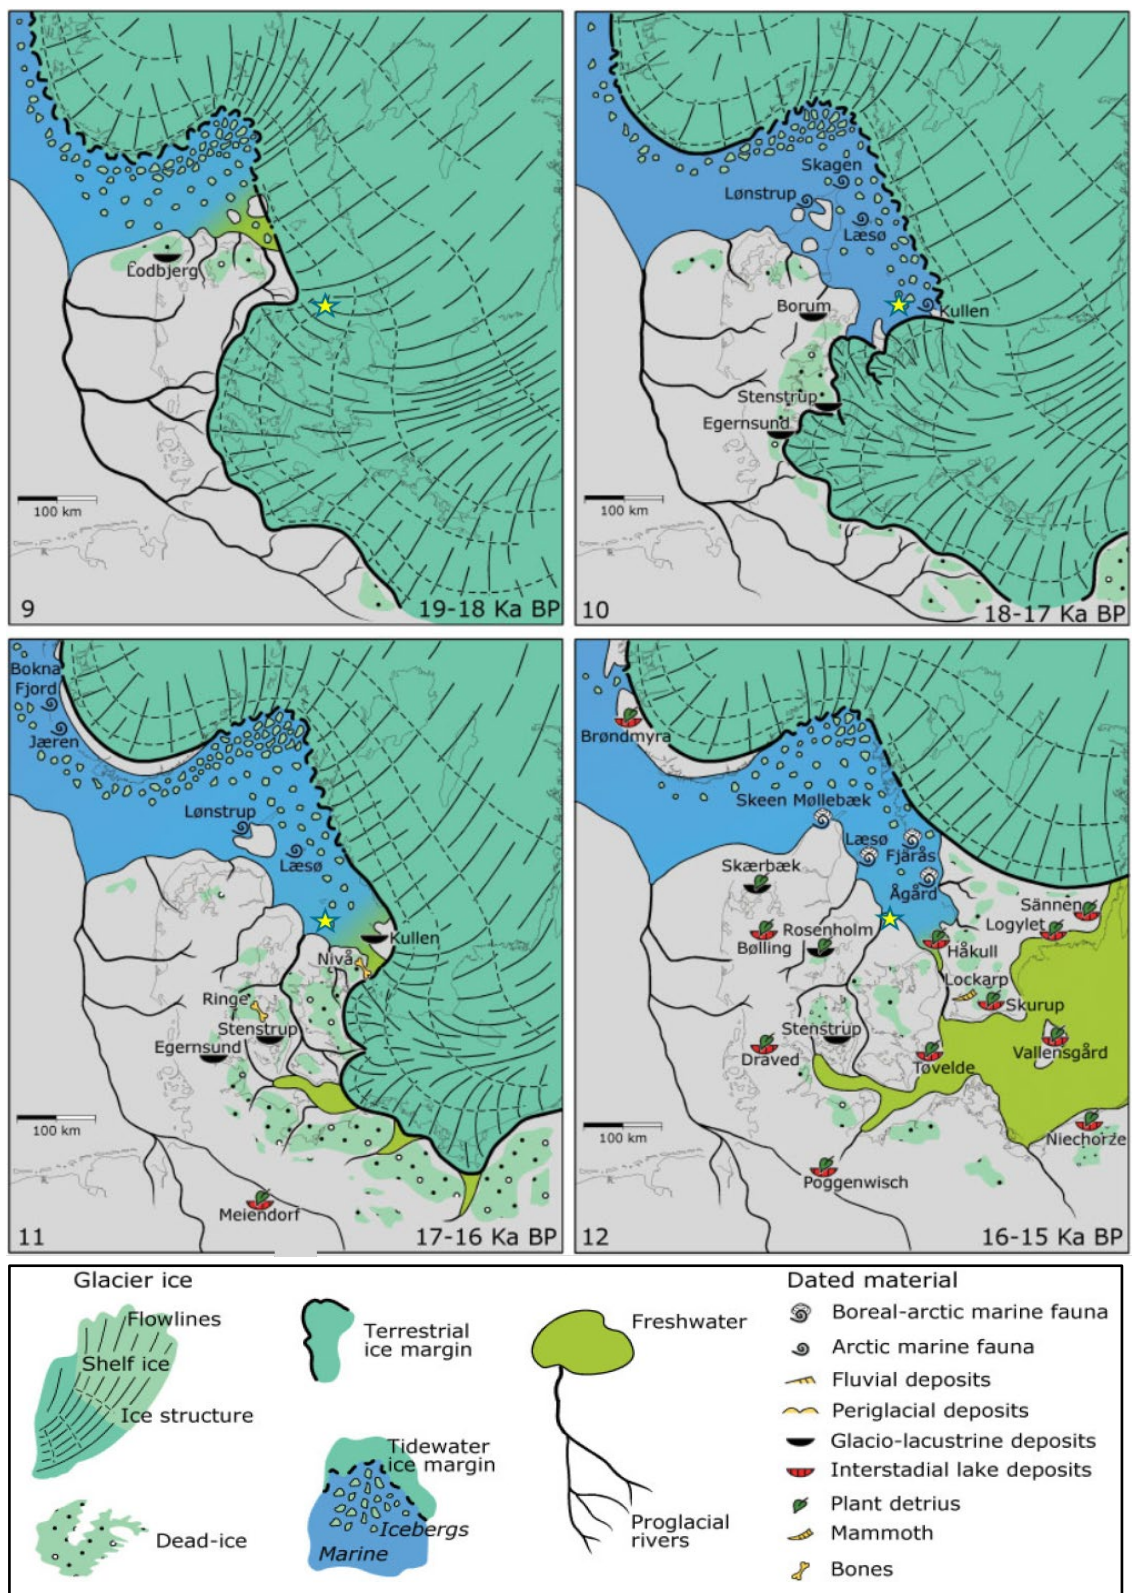 Lodbjerg
100 km
9
19-18 Ka BP
Skagen
Lønstrup
Læsø
Kullen
Borum
Stenstrup
Egernsund
100 km
10
18-17 Ka BP
Bokna
Fjord
Jæren
Lønstrup
Læsø
Kullen
Nivå
Ringe
Stenstrup
Egernsund
100 km
Meiendorf
11
17-16 Ka BP
Brøndmyra
Skeen Møllebæk
Læsø
Fjärås
Skærbæk
Ågård
Sännen
Rosenholm
Logylet
Bølling
Håkull
Lockarp
Skurup
Stenstrup
Draved
Tøvelde
Vallensgård
100 km
Niechorze
Poggenwisch
12
16-15 Ka BP
Glacier ice
Flowlines
Shelf ice
Ice structure
Dead-ice
Terrestrial
ice margin
Tidewater
ice margin
Icebergs
Marine
Freshwater
Proglacial
rivers
Dated material
Boreal-arctic marine fauna
Arctic marine fauna
Fluvial deposits
Periglacial deposits
Glacio-lacustrine deposits
Interstadial lake deposits
Plant detrius
Mammoth
Bones